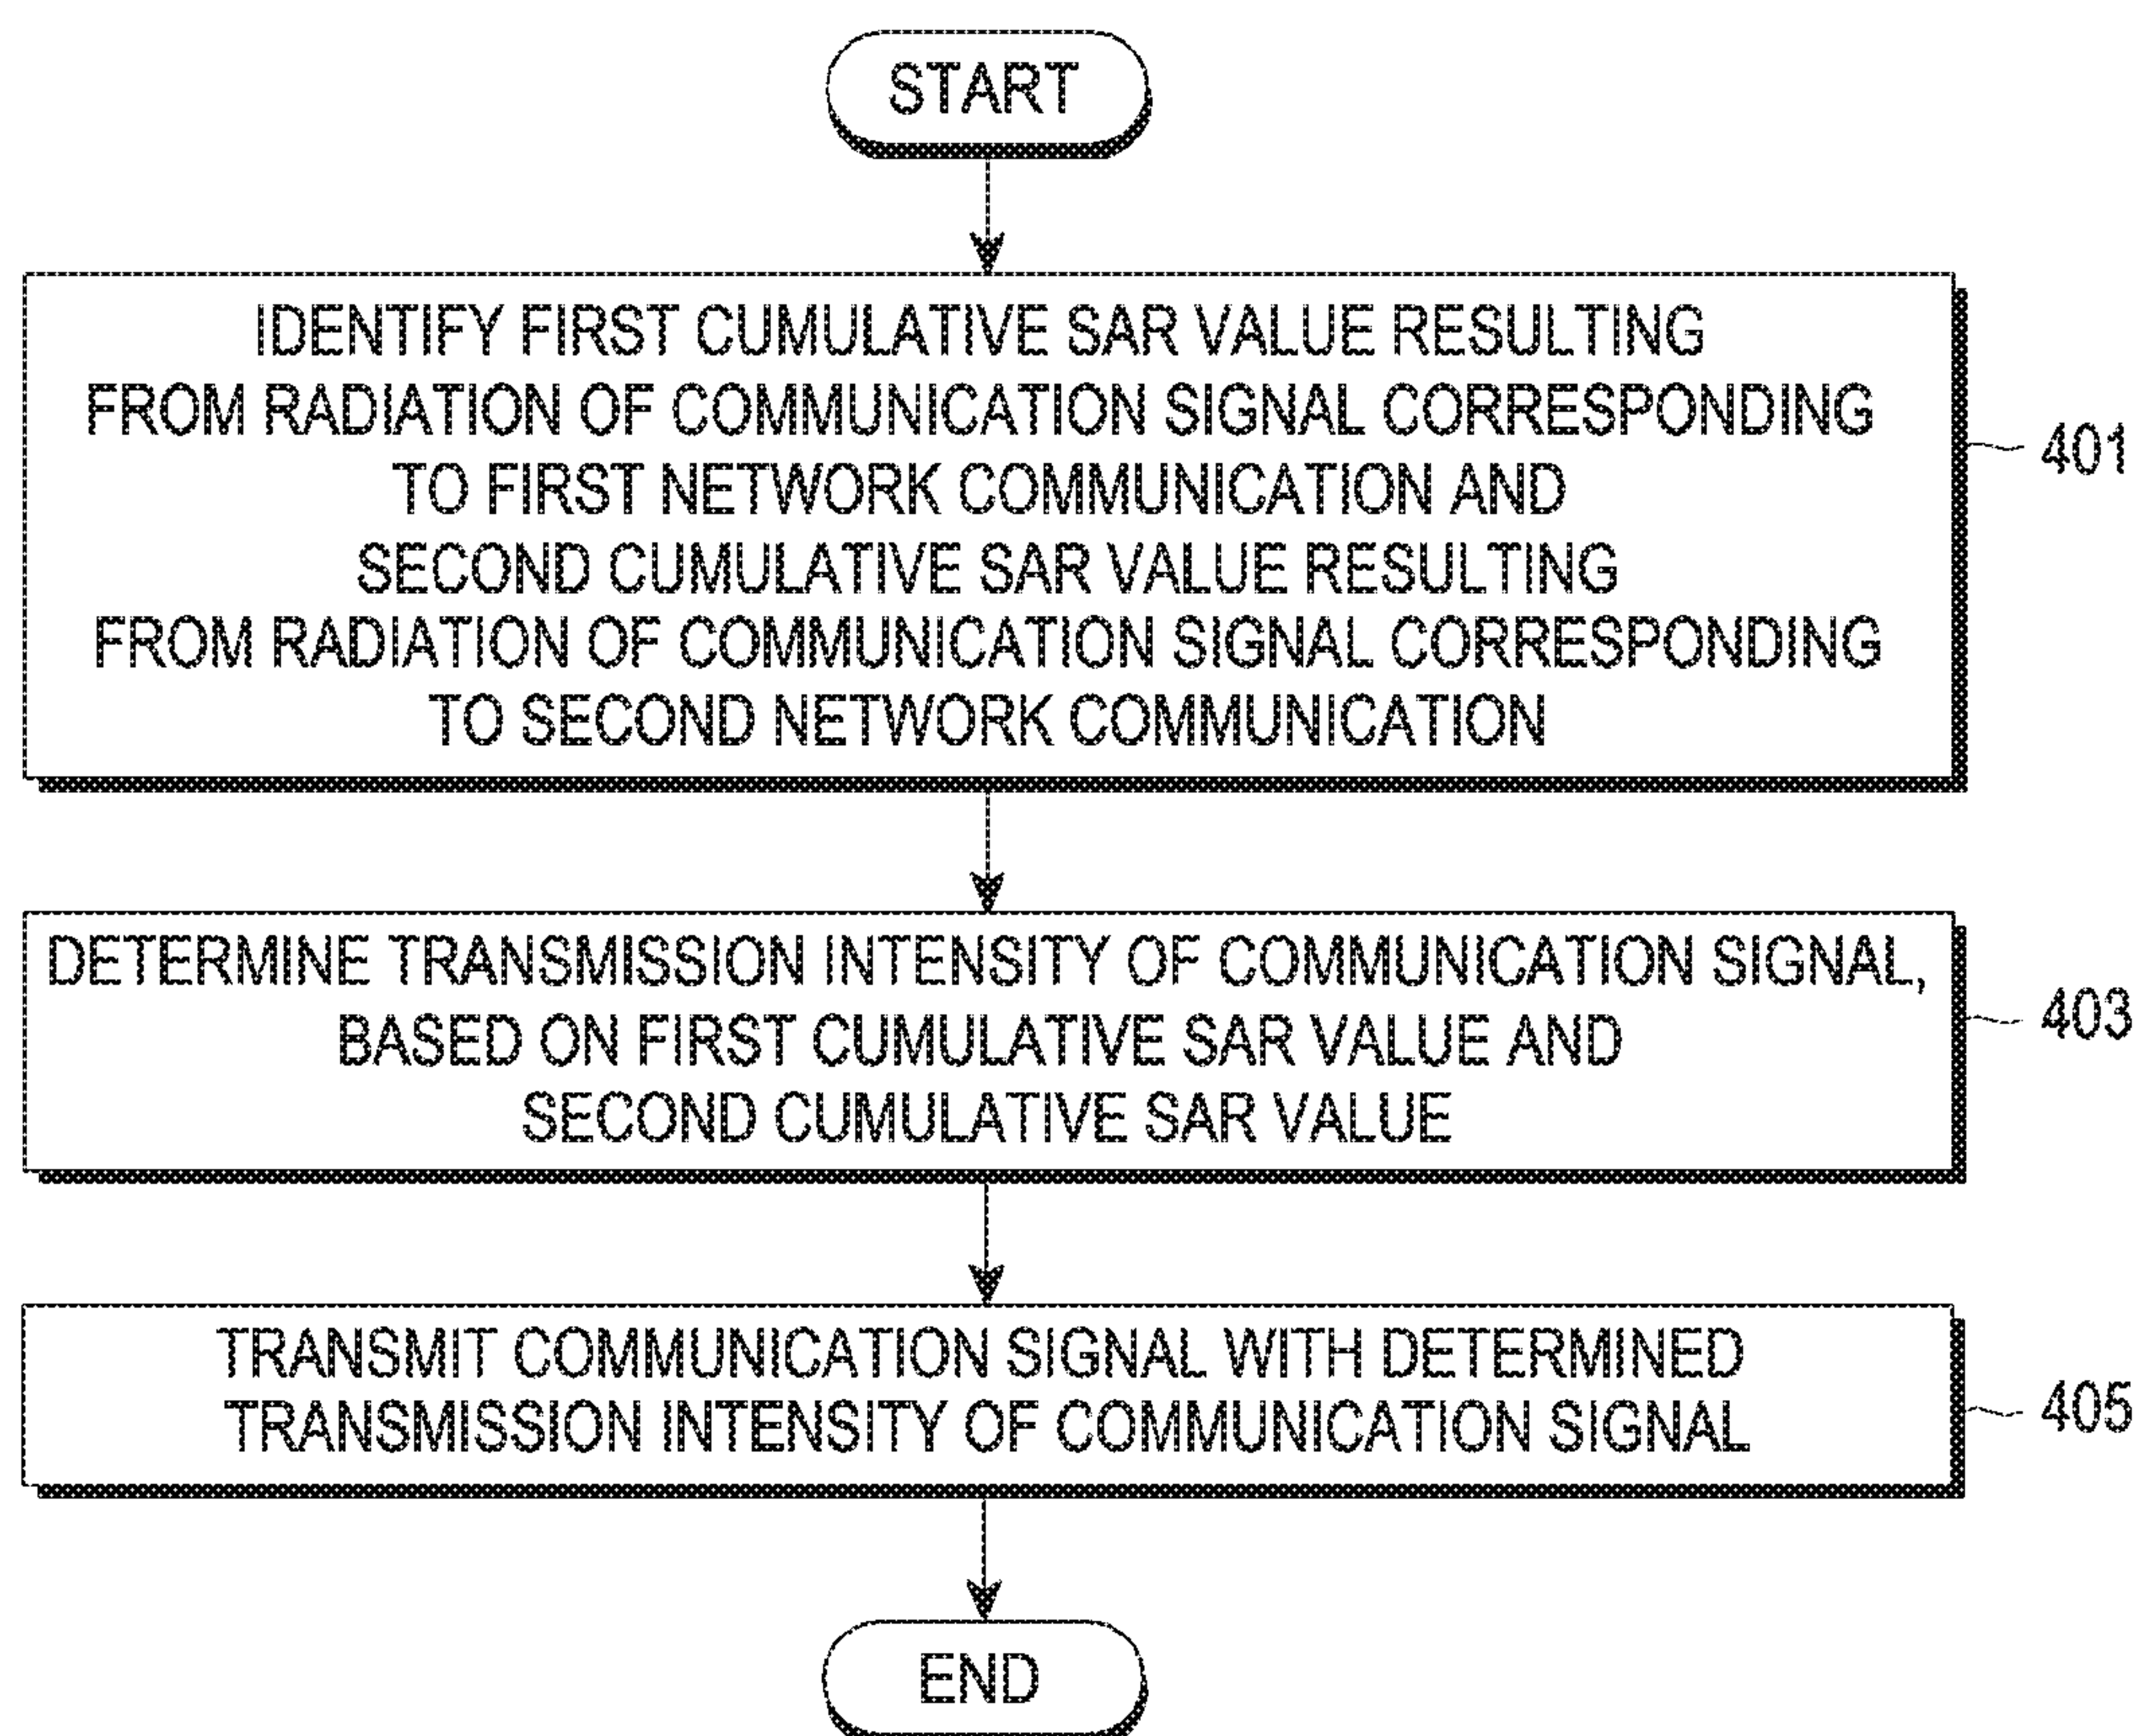 START
IDENTIFY FIRST CUMULATIVE SAR VALUE RESULTING
FROM RADIATION OF COMMUNICATION SIGNAL CORRESPONDING
TO FIRST NETWORK COMMUNICATION AND
SECOND CUMULATIVE SAR VALUE RESULTING
FROM RADIATION OF COMMUNICATION SIGNAL CORRESPONDING
TO SECOND NETWORK COMMUNICATION
401
DETERMINE TRANSMISSION INTENSITY OF COMMUNICATION SIGNAL,
BASED ON FIRST CUMULATIVE SAR VALUE AND
SECOND CUMULATIVE SAR VALUE
403
TRANSMIT COMMUNICATION SIGNAL WITH DETERMINED
TRANSMISSION INTENSITY OF COMMUNICATION SIGNAL
405
END